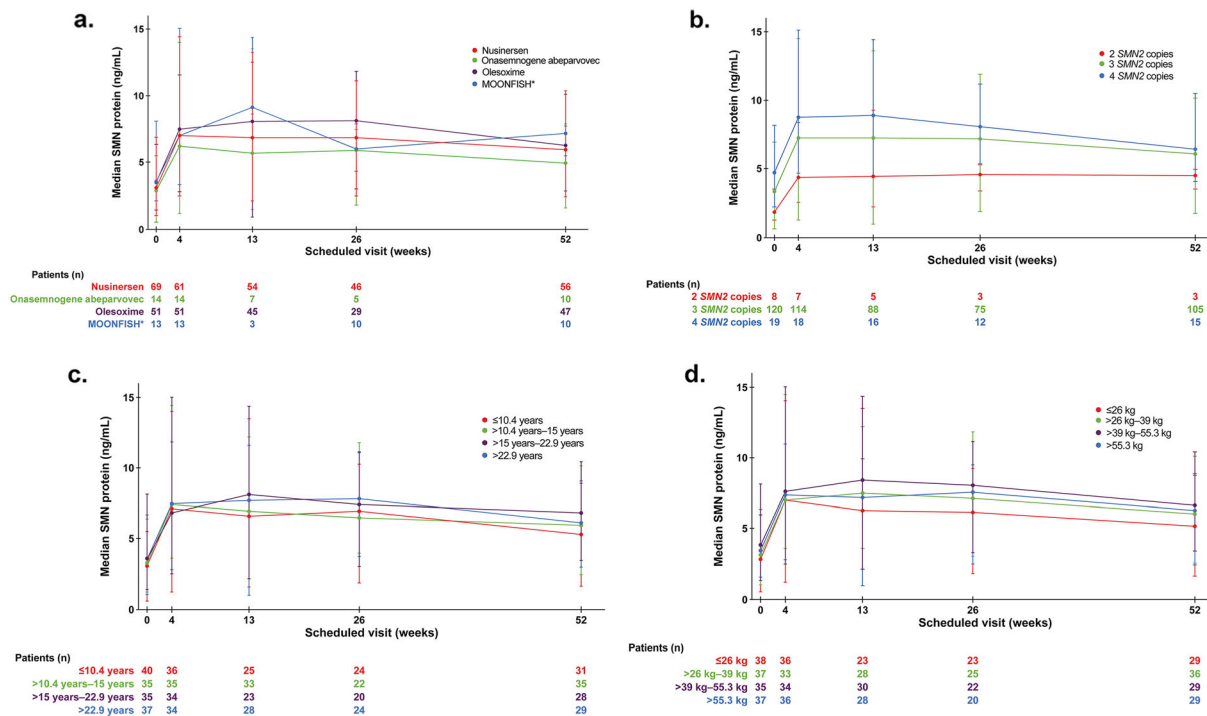 a.
Median SMN protein (ng/mL)
15
10
5
0
Nusinersen
Onasemnogene abeparvovec
Olesoxime
MOONFISH*
0 4 13 26 52
Scheduled visit (weeks)
Patients (n)
Nusinersen 69 61 54 46 56
Onasemnogene abeparvovec 14 14 7 5 10
Olesoxime 51 51 45 29 47
MOONFISH* 13 13 3 10 10
b.
Median SMN protein (ng/mL)
15
10
5
0
2 SMN2 copies
3 SMN2 copies
4 SMN2 copies
0 4 13 26 52
Scheduled visit (weeks)
Patients (n)
2 SMN2 copies 8 7 5 3 3
3 SMN2 copies 120 114 88 75 105
4 SMN2 copies 19 18 16 12 15
c.
Median SMN protein (ng/mL)
15
10
5
0
≤10.4 years
>10.4 years–15 years
>15 years–22.9 years
>22.9 years
0 4 13 26 52
Scheduled visit (weeks)
Patients (n)
≤10.4 years 40 36 25 24 31
>10.4 years–15 years 35 35 33 22 35
>15 years–22.9 years 35 34 23 20 28
>22.9 years 37 34 28 24 29
d.
Median SMN protein (ng/mL)
15
10
5
0
≤26 kg
>26 kg–39 kg
>39 kg–55.3 kg
>55.3 kg
0 4 13 26 52
Scheduled visit (weeks)
Patients (n)
≤26 kg 38 36 23 23 29
>26 kg–39 kg 37 33 28 25 36
>39 kg–55.3 kg 35 34 30 22 29
>55.3 kg 37 36 28 20 29